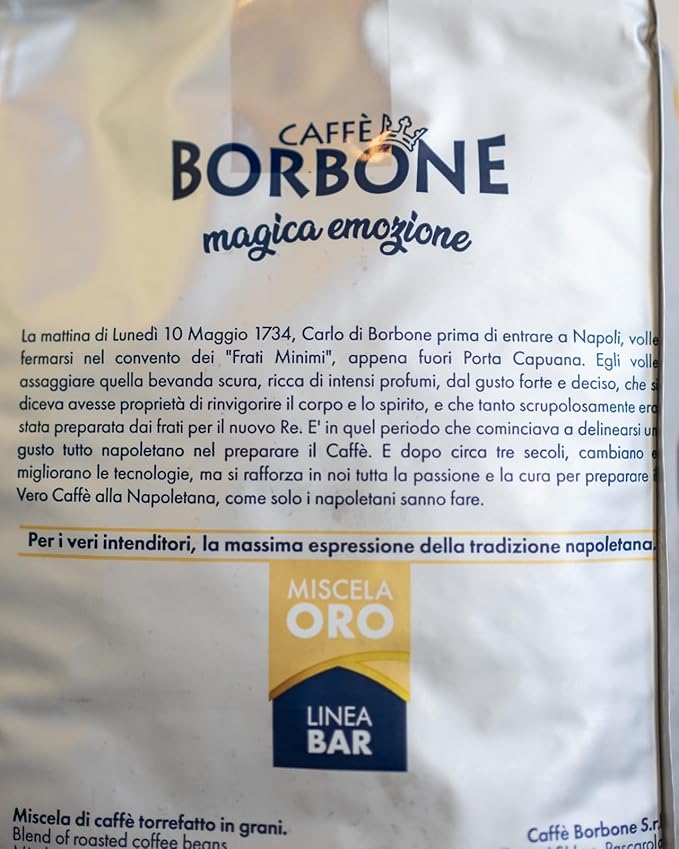 CAFFÈ
BORBONE
magica emozione
La mattina di Lunedì 10 Maggio 1734, Carlo di Borbone prima di entrare a Napoli, volle
fermarsi nel convento dei "Frati Minimi", appena fuori Porta Capuana. Egli volle
assaggiare quella bevanda scura, ricca di intensi profumi, dal gusto forte e deciso, che si
diceva avesse proprietà di rinvigorire il corpo e lo spirito, e che tanto scrupolosamente era
stata preparata dai frati per il nuovo Re. E' in quel periodo che cominciava a delinearsi un
gusto tutto napoletano nel preparare il Caffè. E dopo circa tre secoli, cambiano e
migliorano le tecnologie, ma si rafforza in noi tutta la passione e la cura per preparare il
Vero Caffè alla Napoletana, come solo i napoletani sanno fare.
Per i veri intenditori, la massima espressione della tradizione napoletana.
MISCELA
ORO
LINEA
BAR
Miscela di caffè torrefatto in grani.
Blend of roasted coffee beans
Caffè Borbone S.r.l